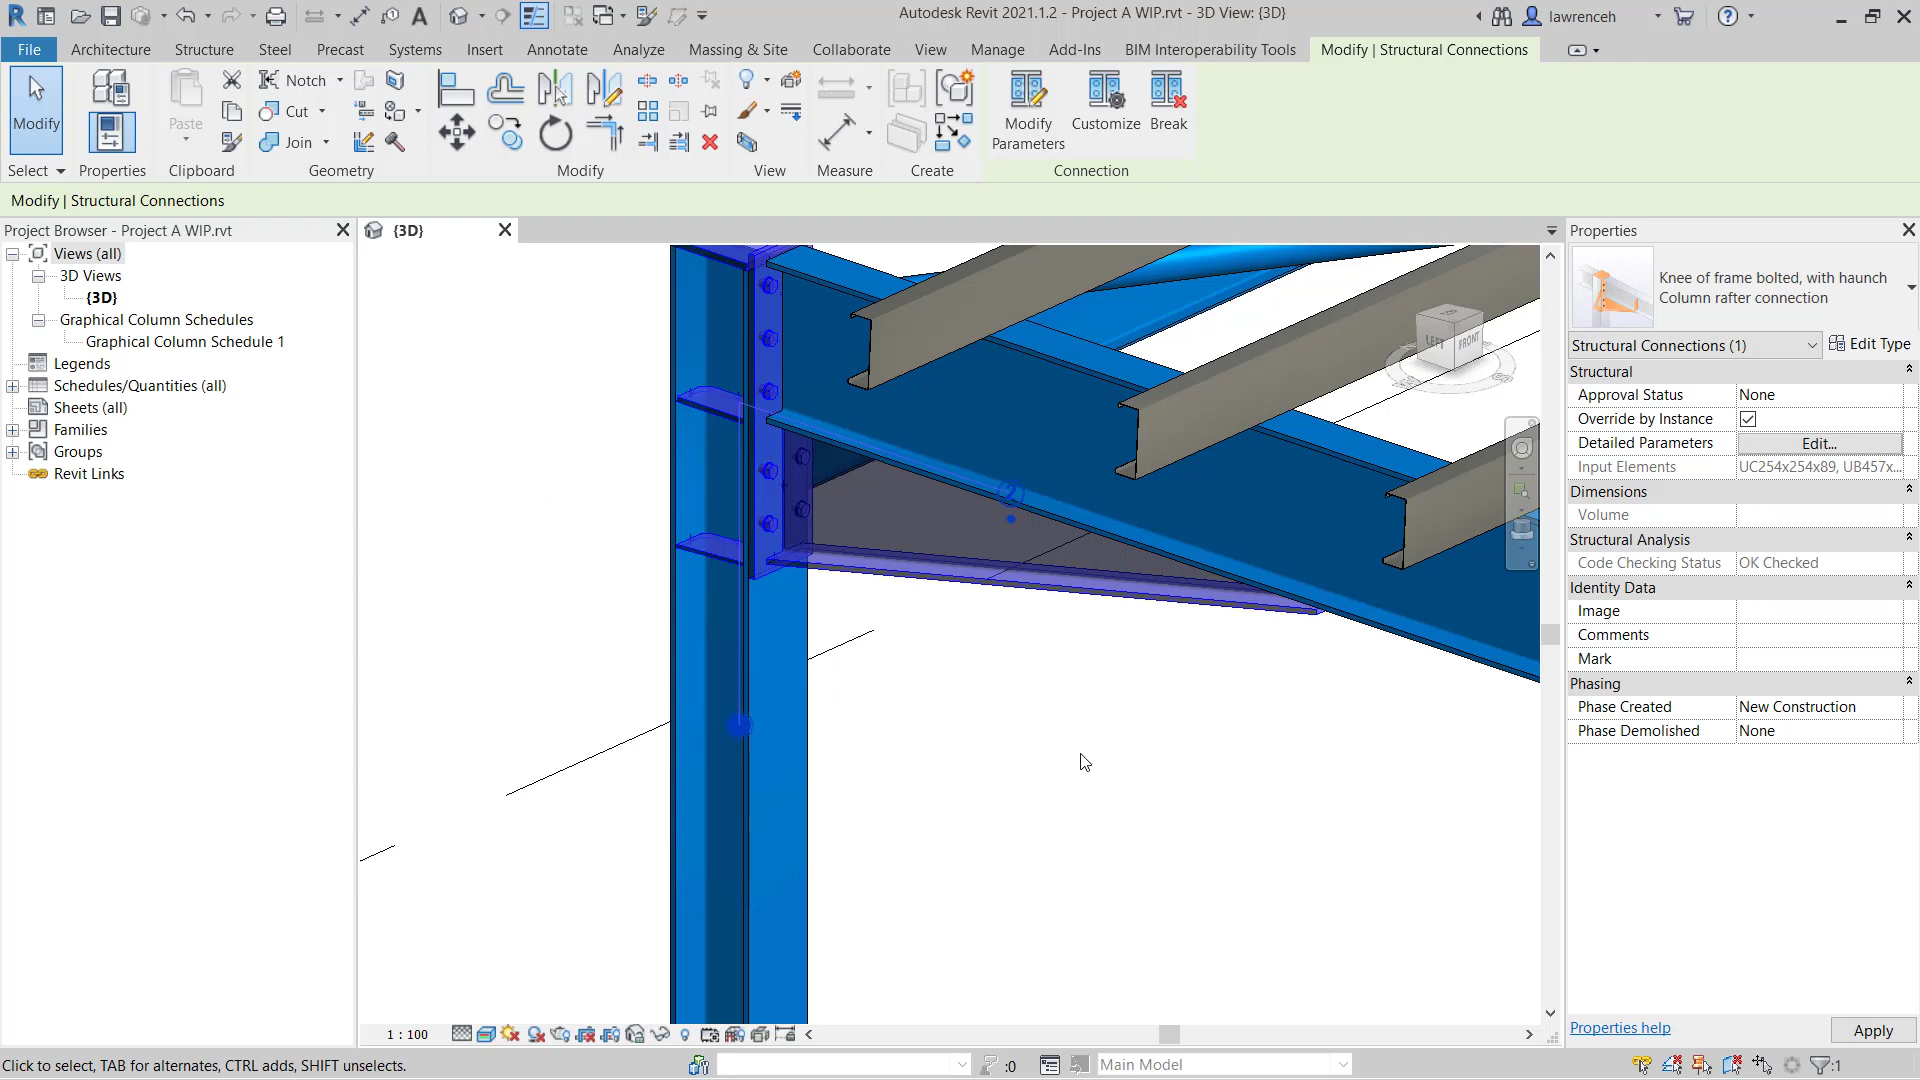 Autodesk Revit 2021.1.2 - Project A WIP.rvt - 3D View: {3D}
lawrenceh
File Architecture Structure Steel Precast Systems Insert Annotate Analyze Massing & Site Collaborate View Manage Add-Ins BIM Interoperability Tools Modify | Structural Connections
Modify
Paste
Notch
Cut
Join
Modify Parameters
Customize
Break
Select Properties Clipboard Geometry Modify View Measure Create Connection
Modify | Structural Connections
Project Browser - Project A WIP.rvt
Views (all)
3D Views
{3D}
Graphical Column Schedules
Graphical Column Schedule 1
Legends
Schedules/Quantities (all)
Sheets (all)
Families
Groups
Revit Links
{3D}
LEFT
FRONT
Properties
Knee of frame bolted, with haunch
Column rafter connection
Structural Connections (1)
Edit Type
Structural
Approval Status None
Override by Instance
Detailed Parameters Edit...
Input Elements UC254x254x89, UB457x...
Dimensions
Volume
Structural Analysis
Code Checking Status OK Checked
Identity Data
Image
Comments
Mark
Phasing
Phase Created New Construction
Phase Demolished None
Properties help
Apply
1 : 100
Click to select, TAB for alternates, CTRL adds, SHIFT unselects.
:0
Main Model
:1